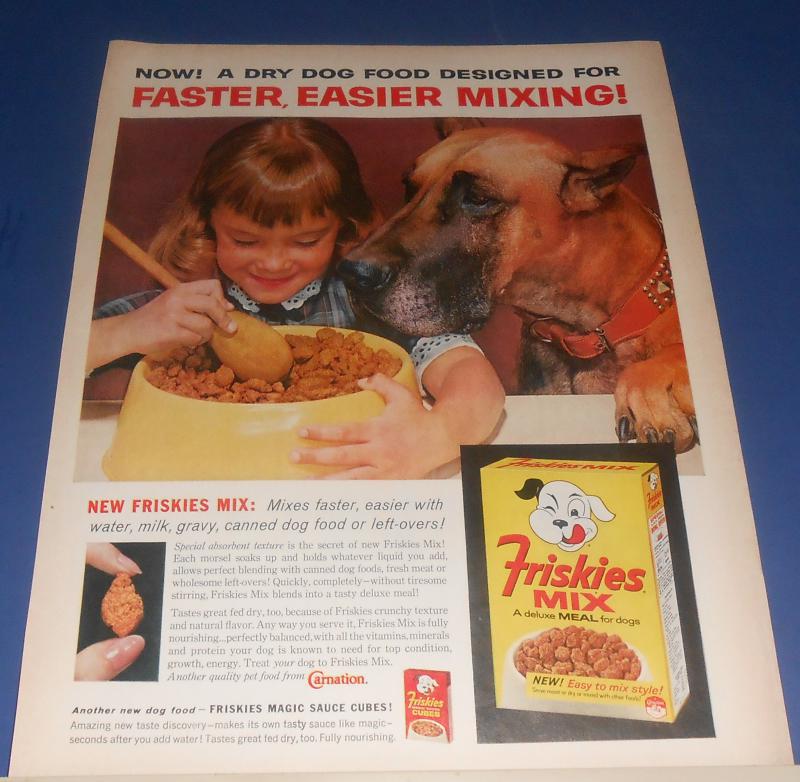 NOW! A DRY DOG FOOD DESIGNED FOR
FASTER, EASIER MIXING!
NEW FRISKIES MIX: Mixes faster, easier with
water, milk, gravy, canned dog food or left-overs!
Special absorbent texture is the secret of new Friskies Mix!
Each morsel soaks up and holds whatever liquid you add,
allows perfect blending with canned dog foods, fresh meat or
wholesome left-overs! Quickly, completely—without tiresome
stirring, Friskies Mix blends into a tasty deluxe meal!
Tastes great fed dry, too, because of Friskies crunchy texture
and natural flavor. Any way you serve it, Friskies Mix is fully
nourishing...perfectly balanced, with all the vitamins, minerals
and protein your dog is known to need for top condition,
growth, energy. Treat your dog to Friskies Mix.
Another quality pet food from Carnation.
Another new dog food — FRISKIES MAGIC SAUCE CUBES!
Amazing new taste discovery—makes its own tasty sauce like magic—
seconds after you add water! Tastes great fed dry, too. Fully nourishing.
Friskies
CUBES
Friskies MIX
Friskies
MIX
A deluxe MEAL for dogs
NEW! Easy to mix style!
Serve moist or dry or mixed with other foods!